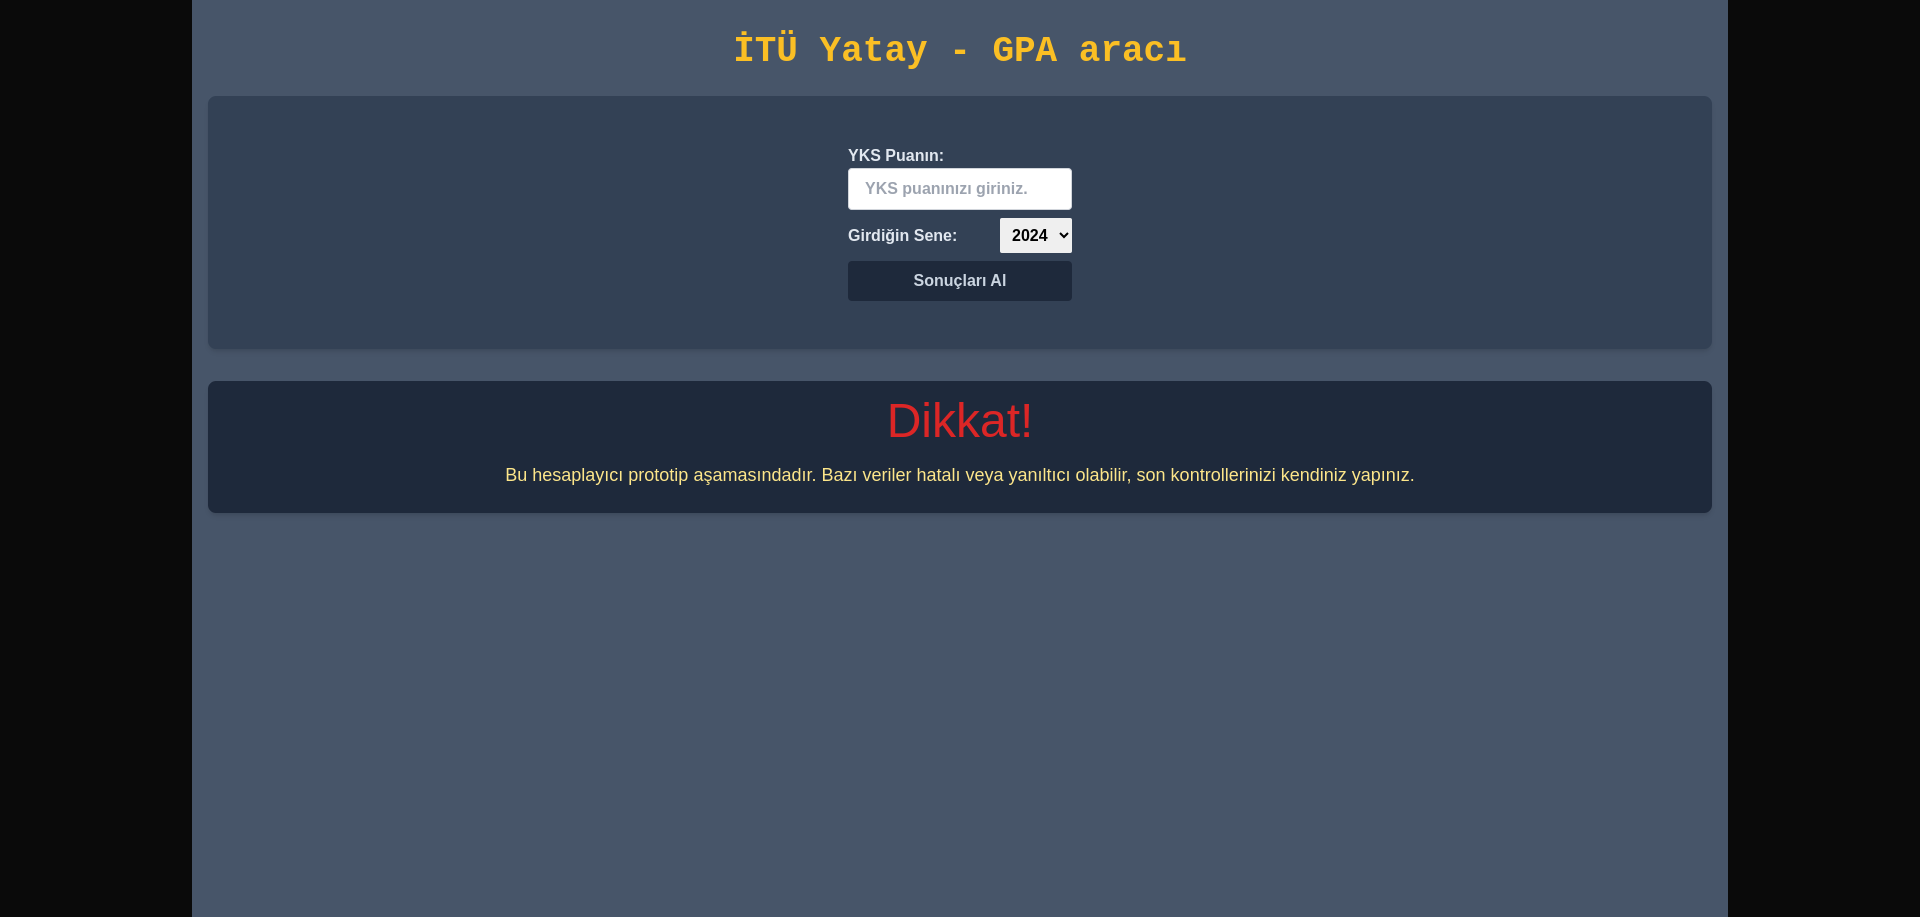 İTÜ Yatay - GPA aracı
YKS Puanın:
YKS puanınızı giriniz.
Girdiğin Sene:
2024
Sonuçları Al
Dikkat!
Bu hesaplayıcı prototip aşamasındadır. Bazı veriler hatalı veya yanıltıcı olabilir, son kontrollerinizi kendiniz yapınız.